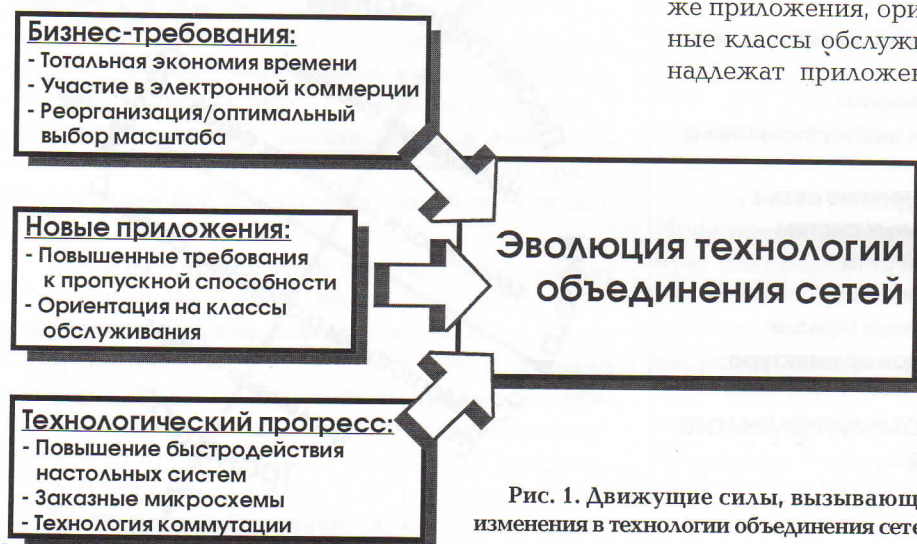 же приложения, ори
ные классы обслужи
надлежат приложен
Бизнес-требования:
- Тотальная экономия времени
- Участие в электронной коммерции
- Реорганизация/оптимальный
выбор масштаба
Новые приложения:
- Повышенные требования
к пропускной способности
- Ориентация на классы
обслуживания
Технологический прогресс:
- Повышение быстродействия
настольных систем
- Заказные микросхемы
- Технология коммутации
Эволюция технологии
объединения сетей
Рис. 1. Движущие силы, вызывающ
изменения в технологии объединения сете